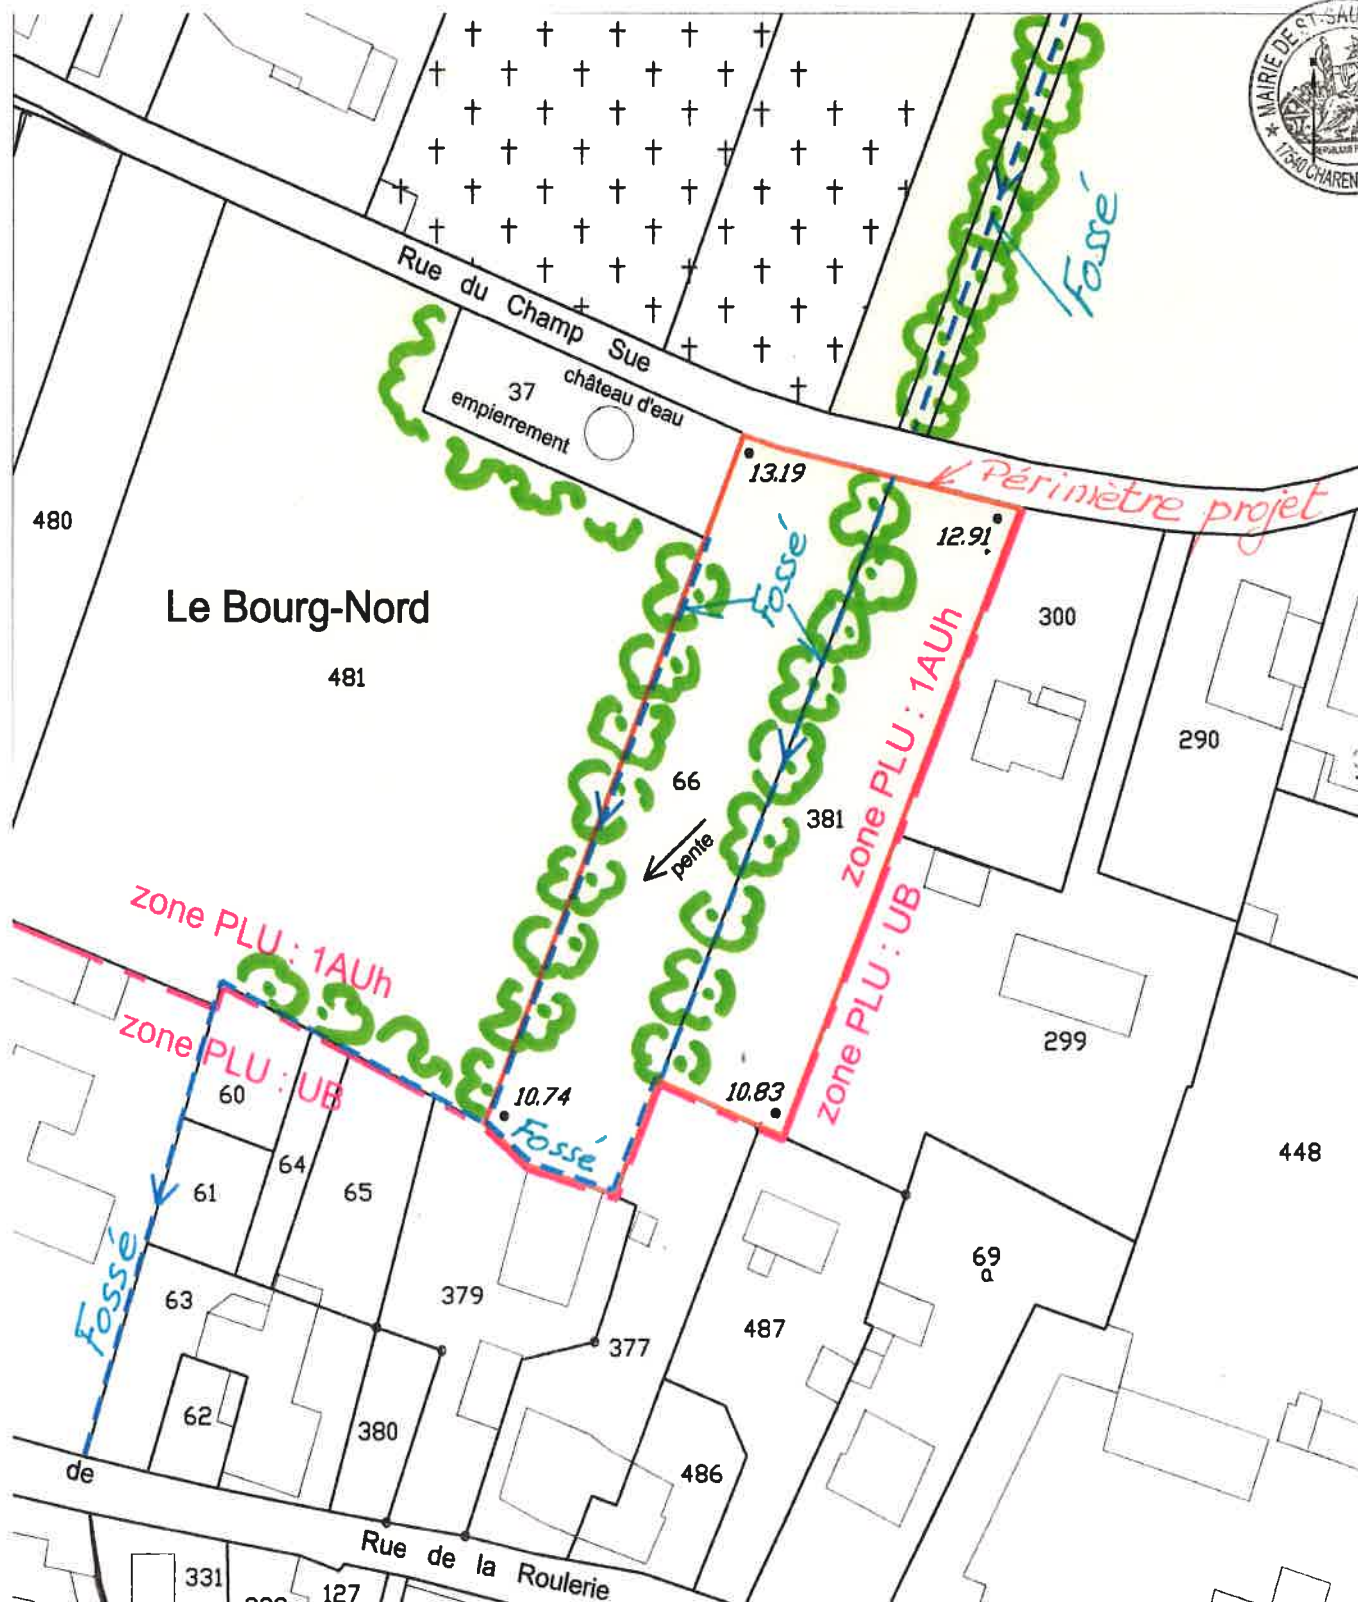 * MAIRIE DE ST-SAU
17540 CHAREN
Fossé
Rue du Champ Sue
château d'eau
37
empierrement
13.19
Périmètre projet
12.91
480
Fossé
Le Bourg-Nord
481
300
290
zone PLU : 1AUh
66
381
pente
zone PLU : 1AUh
zone PLU : UB
zone PLU : UB
299
60
10.74
10.83
Fossé
448
64
61
65
69
a
Fossé
63
379
487
377
62
380
486
de
Rue de la Roulerie
331
127